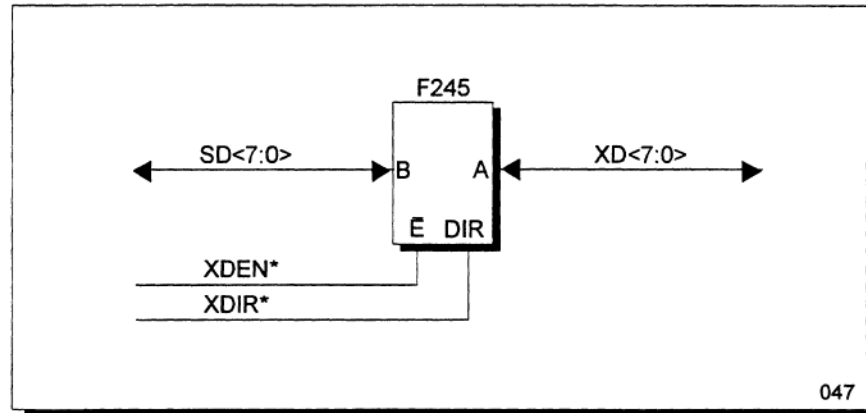 F245
SD<7:0>
XD<7:0>
B
A
Ē DIR
XDEN*
XDIR*
047